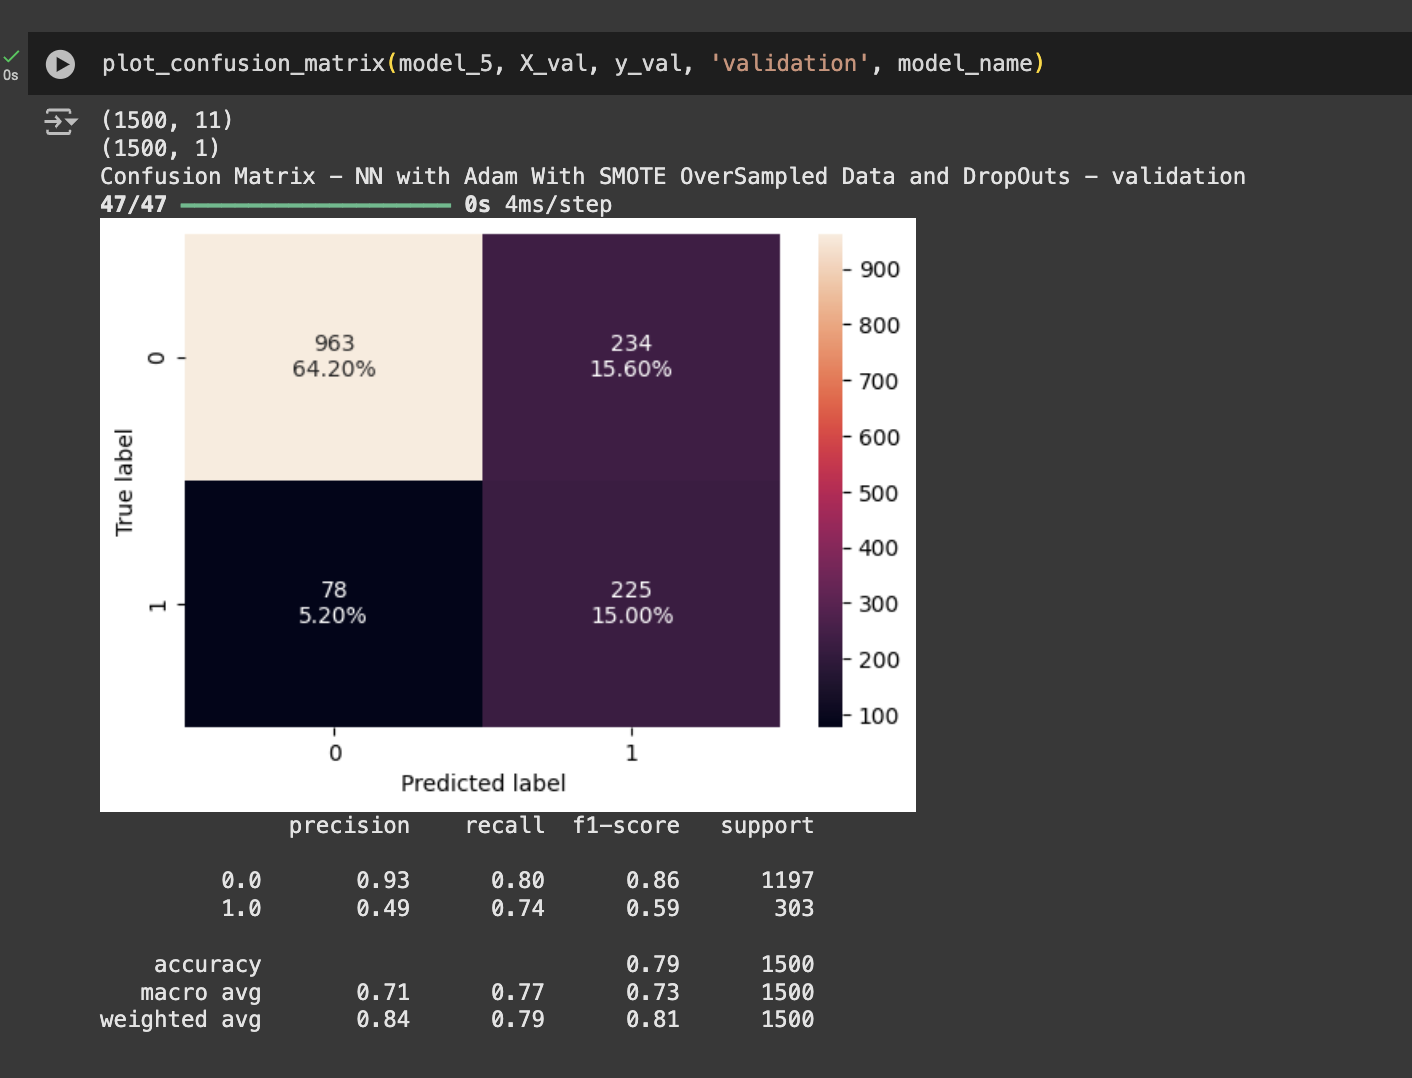 plot_confusion_matrix(model_5, X_val, y_val, 'validation', model_name)
0s
(1500, 11)
(1500, 1)
Confusion Matrix - NN with Adam With SMOTE OverSampled Data and DropOuts - validation
47/47 0s 4ms/step
963
64.20%
234
15.60%
78
5.20%
225
15.00%
0
1
True label
0
1
Predicted label
900
800
700
600
500
400
300
200
100
precision recall f1-score support
0.0 0.93 0.80 0.86 1197
1.0 0.49 0.74 0.59 303
accuracy 0.79 1500
macro avg 0.71 0.77 0.73 1500
weighted avg 0.84 0.79 0.81 1500